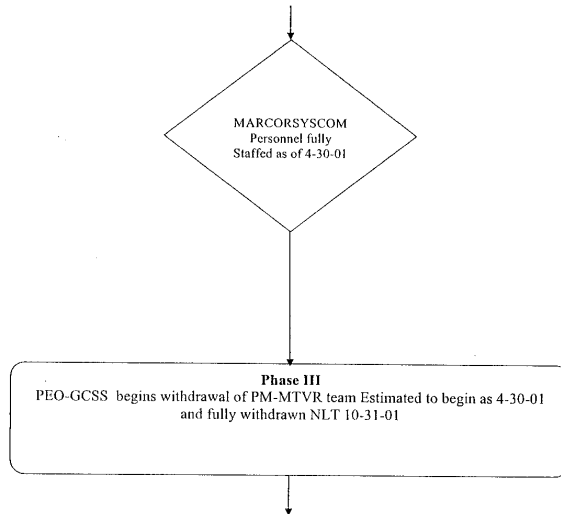 MARCORSYSCOM
Personnel fully
Staffed as of 4-30-01
Phase III
PEO-GCSS begins withdrawal of PM-MTVR team Estimated to begin as 4-30-01
and fully withdrawn NLT 10-31-01